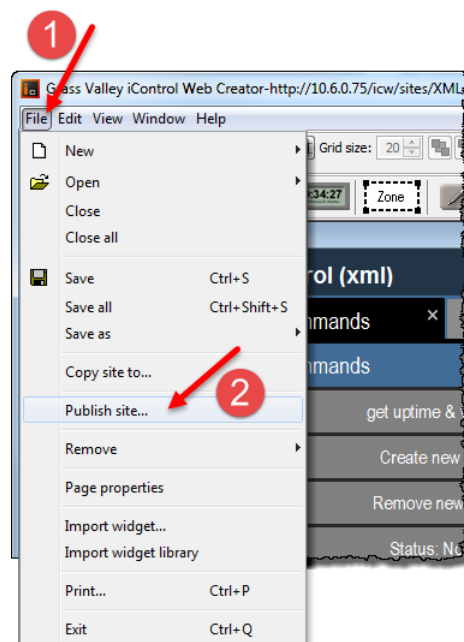 1
Grass Valley iControl Web Creator-http://10.6.0.75/icw/sites/XML
File Edit View Window Help
New
Grid size: 20
Open
:34:27
Zone
Close
Close all
Save Ctrl+S
rol (xml)
Save all Ctrl+Shift+S
mmands
×
Save as
Copy site to...
mmands
2
Publish site...
get uptime &
Remove
Create new
Page properties
Remove new
Import widget...
Import widget library
Status: No
Print... Ctrl+P
Exit Ctrl+Q